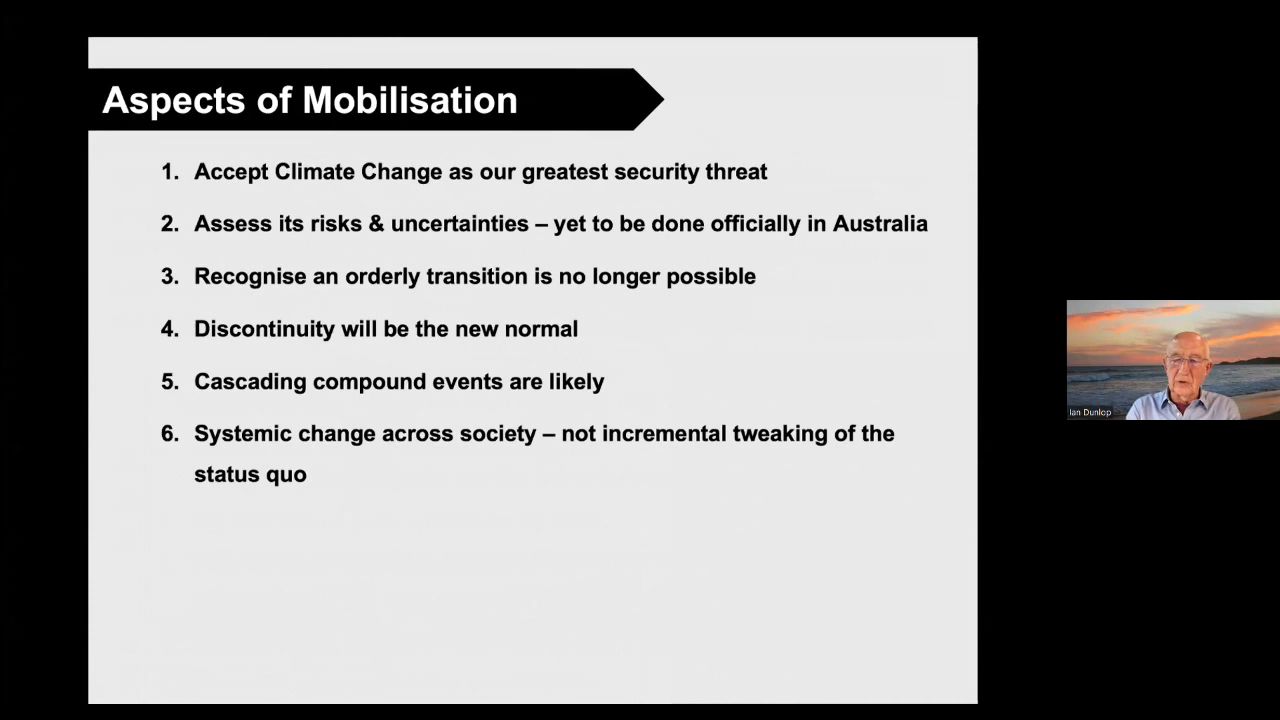 Aspects of Mobilisation
1. Accept Climate Change as our greatest security threat
2. Assess its risks & uncertainties – yet to be done officially in Australia
3. Recognise an orderly transition is no longer possible
4. Discontinuity will be the new normal
5. Cascading compound events are likely
6. Systemic change across society – not incremental tweaking of the
status quo
Ian Dunlop